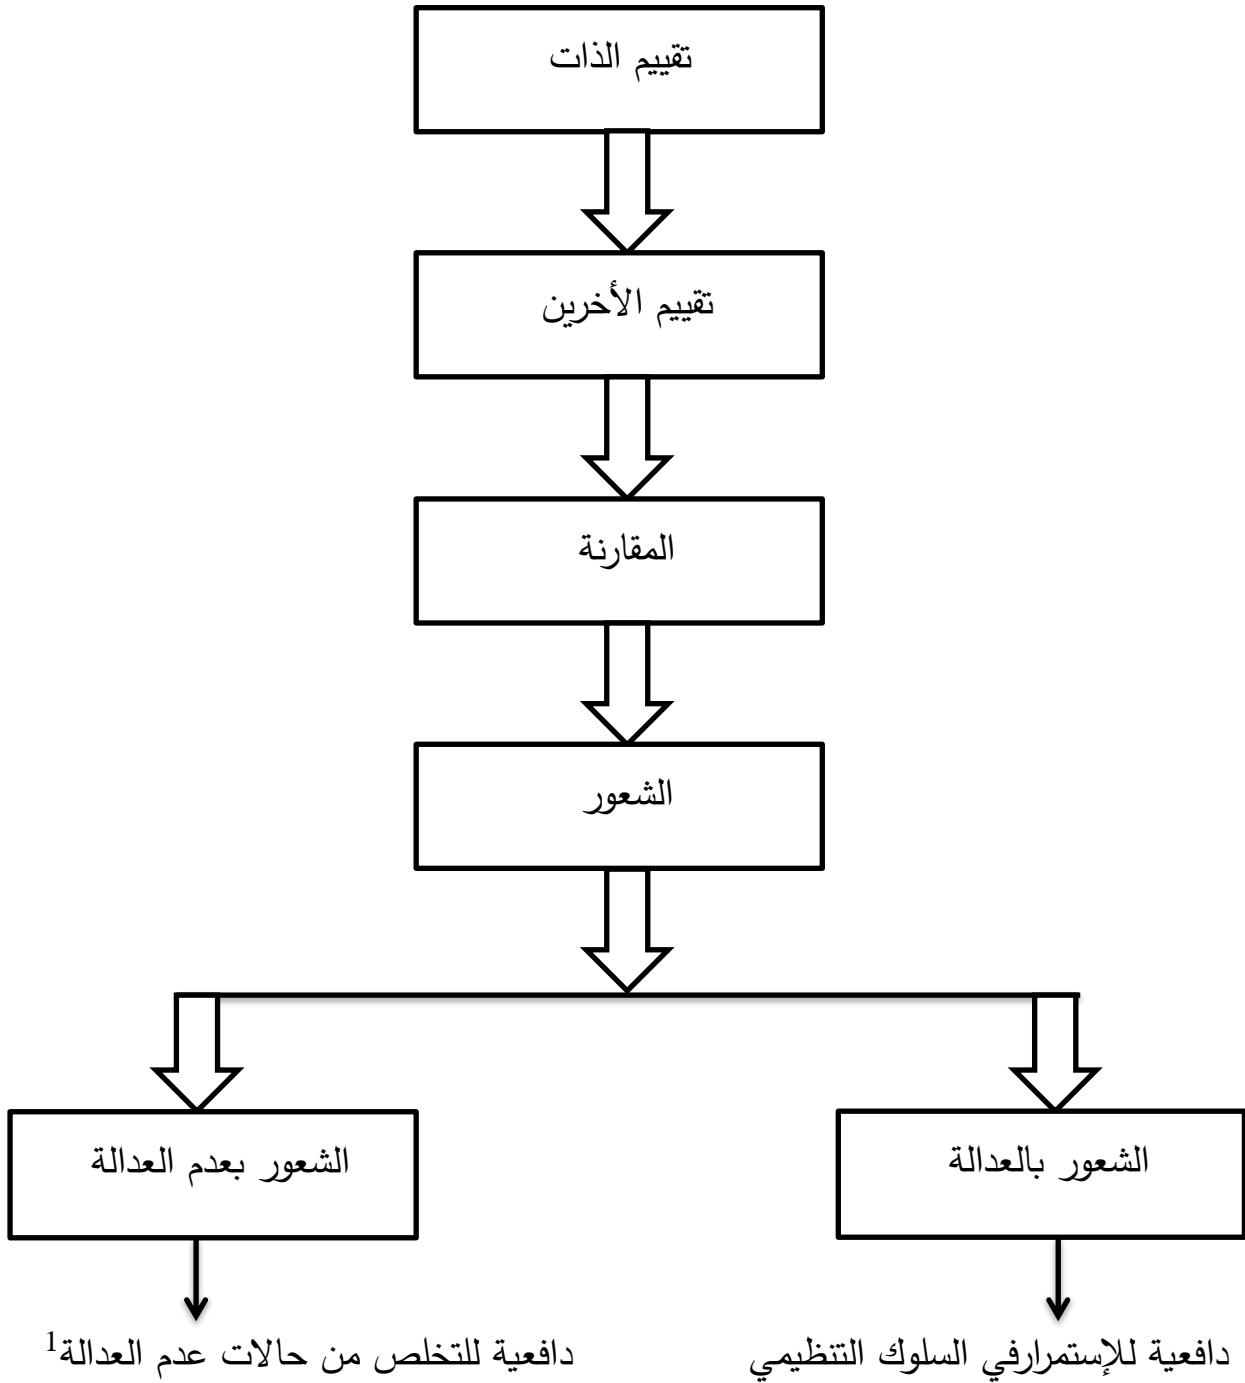 تقييم الذات
تقييم الأخرين
المقارنة
الشعور
الشعور بالعدالة
الشعور بعدم العدالة
دافعية للإستمرارفي السلوك التنظيمي
دافعية للتخلص من حالات عدم العدالة1